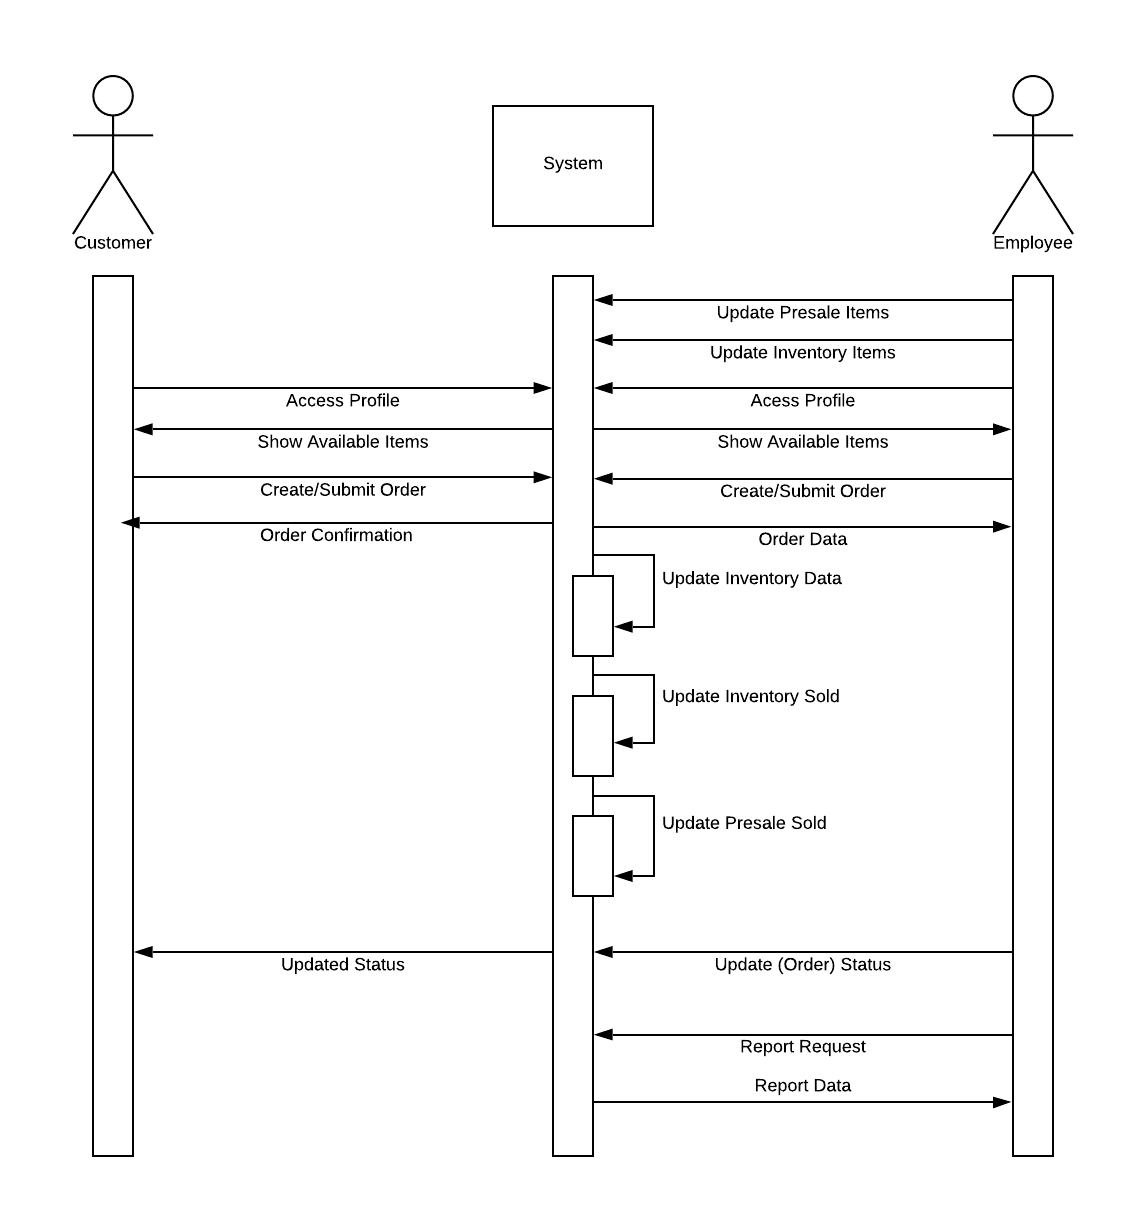 System
Customer
Employee
Update Presale Items
Update Inventory Items
Access Profile
Acess Profile
Show Available Items
Show Available Items
Create/Submit Order
Create/Submit Order
Order Confirmation
Order Data
Update Inventory Data
Update Inventory Sold
Update Presale Sold
Updated Status
Update (Order) Status
Report Request
Report Data